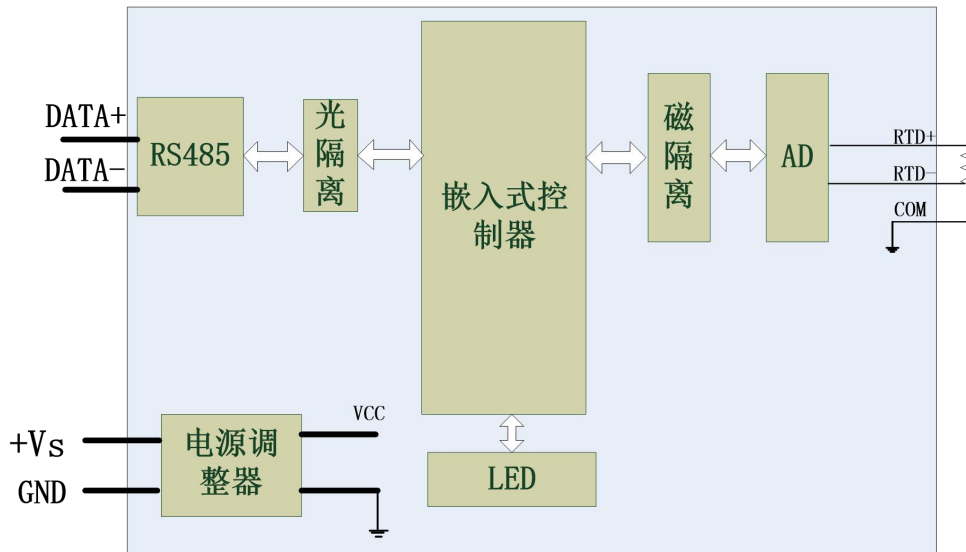 DATA+
DATA-
RS485
光
隔
离
嵌入式控
制器
磁
隔
离
AD
RTD+
RTD-
COM
+Vs
GND
电源调
整器
VCC
LED